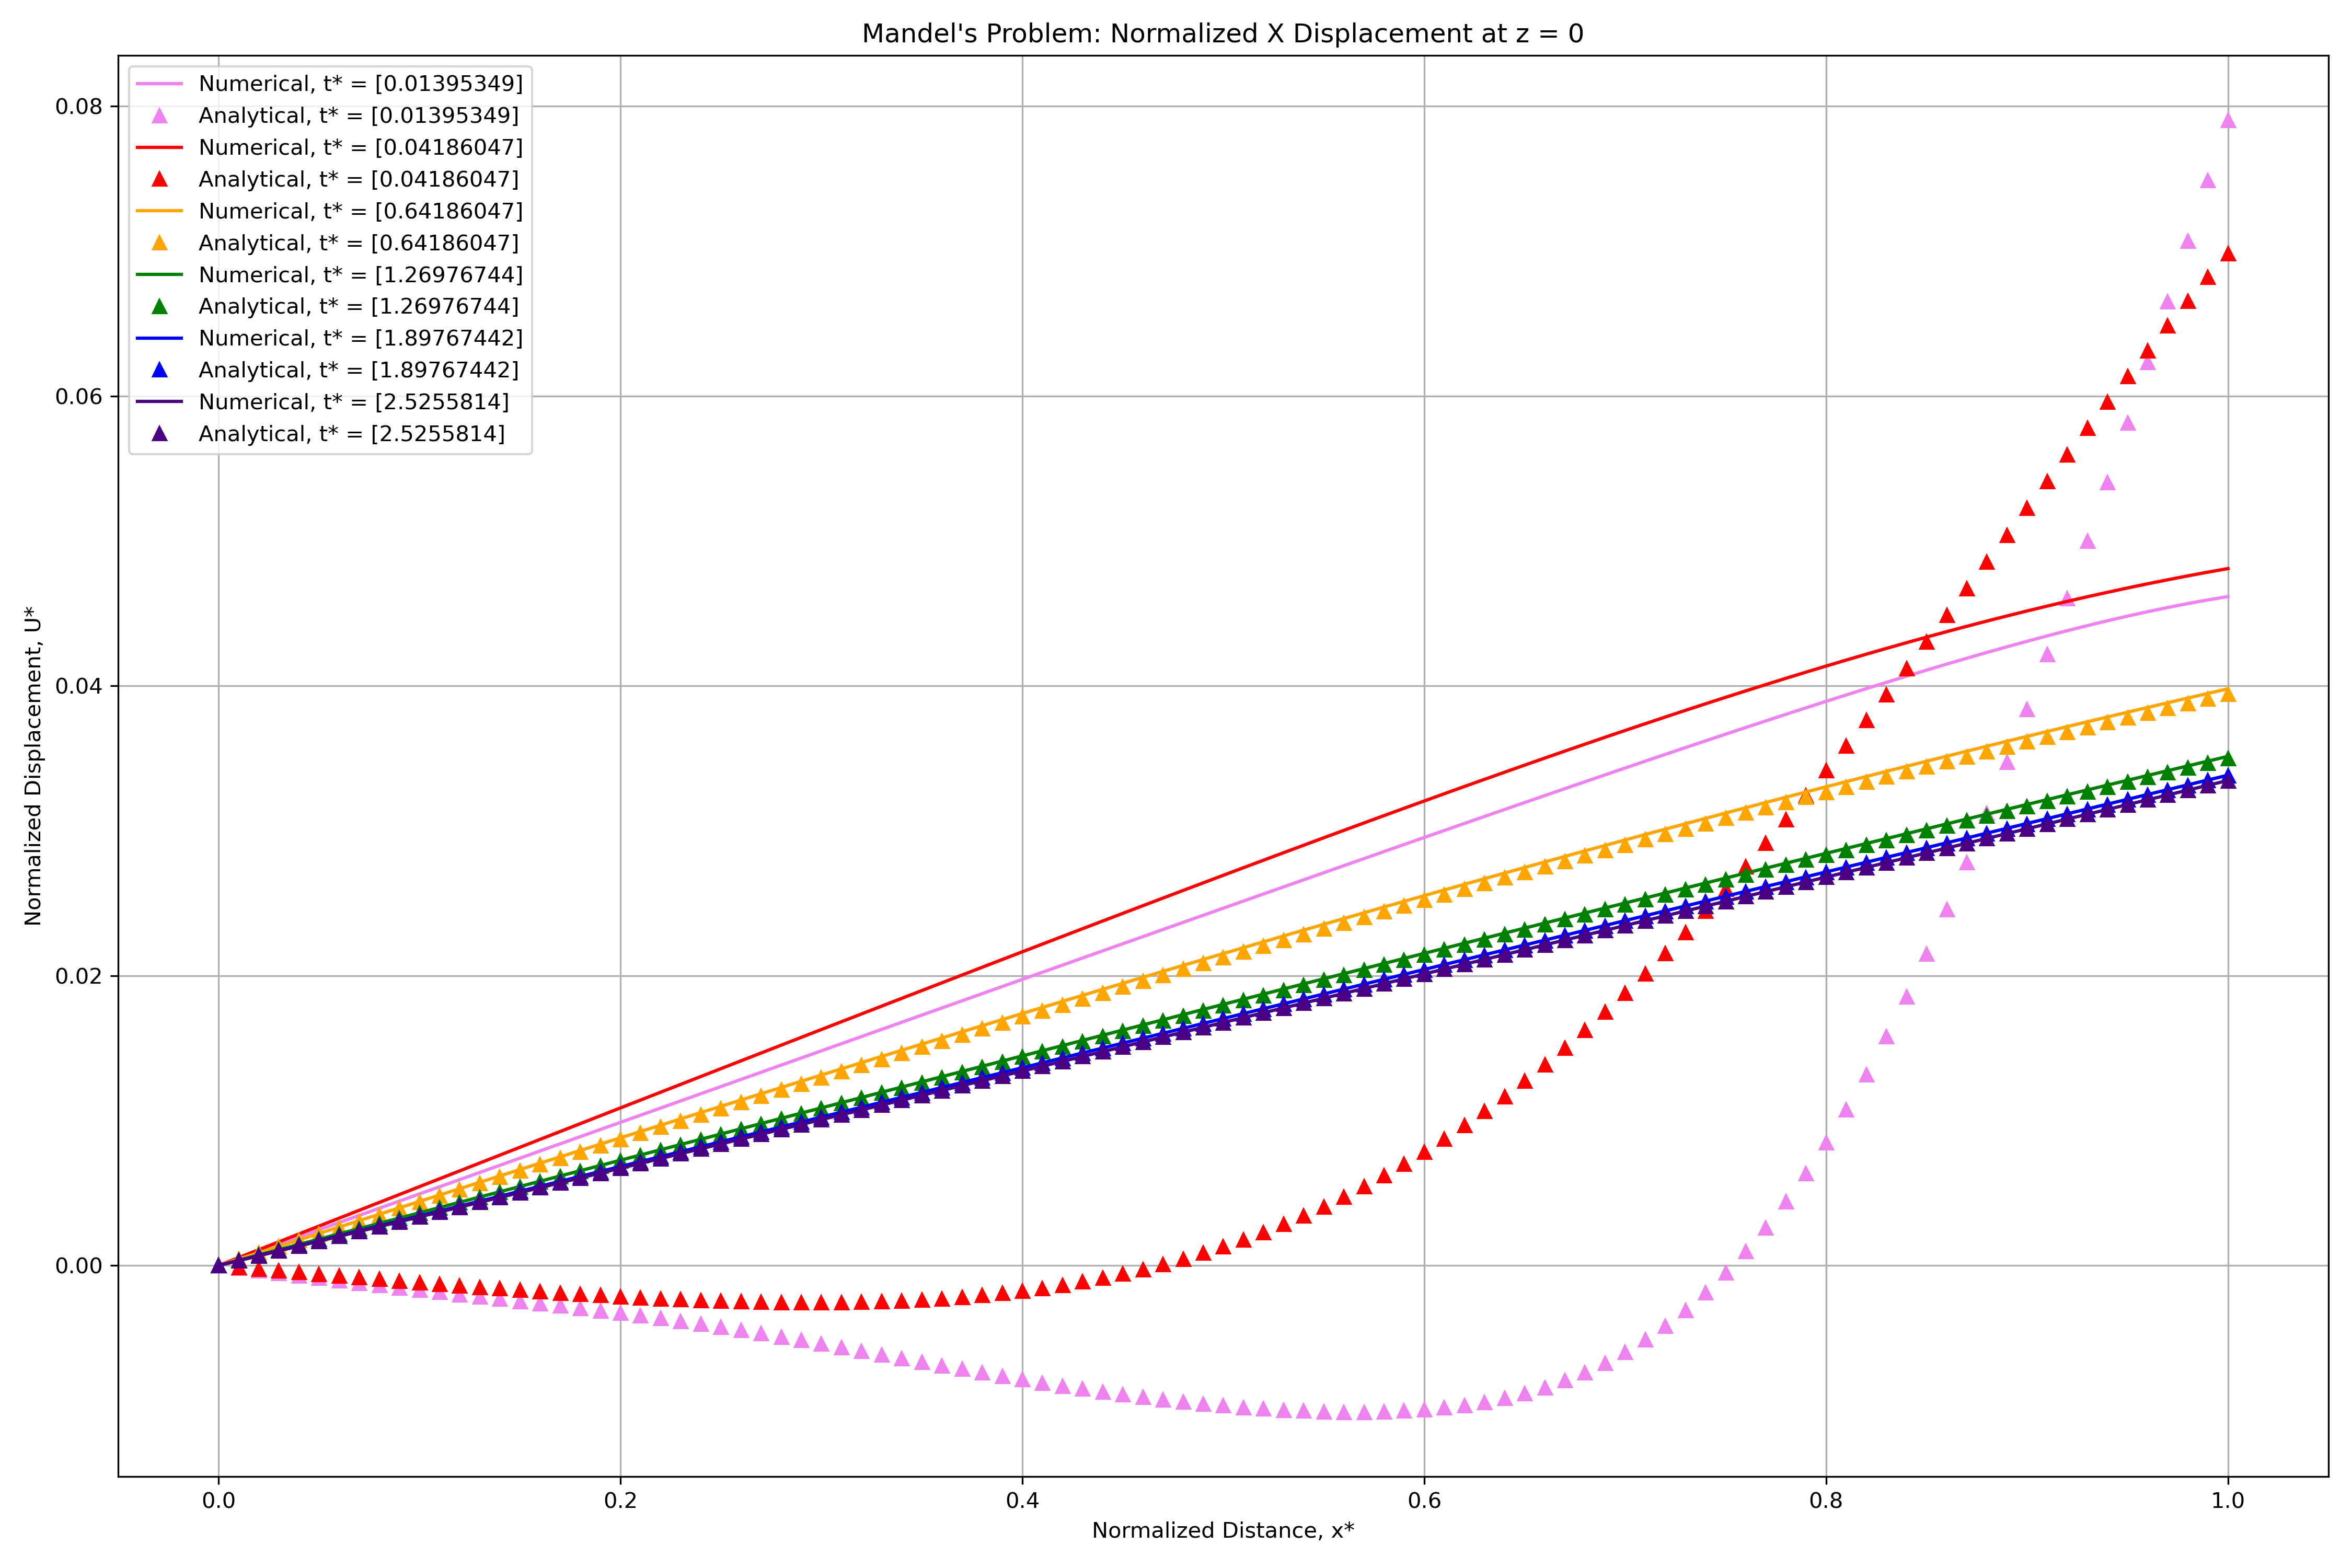 Mandel's Problem: Normalized X Displacement at z = 0
Numerical, t* = [0.01395349]
Analytical, t* = [0.01395349]
Numerical, t* = [0.04186047]
Analytical, t* = [0.04186047]
Numerical, t* = [0.64186047]
Analytical, t* = [0.64186047]
Numerical, t* = [1.26976744]
Analytical, t* = [1.26976744]
Numerical, t* = [1.89767442]
Analytical, t* = [1.89767442]
Numerical, t* = [2.5255814]
Analytical, t* = [2.5255814]
Normalized Displacement, U*
0.08
0.06
0.04
0.02
0.00
0.0 0.2 0.4 0.6 0.8 1.0
Normalized Distance, x*